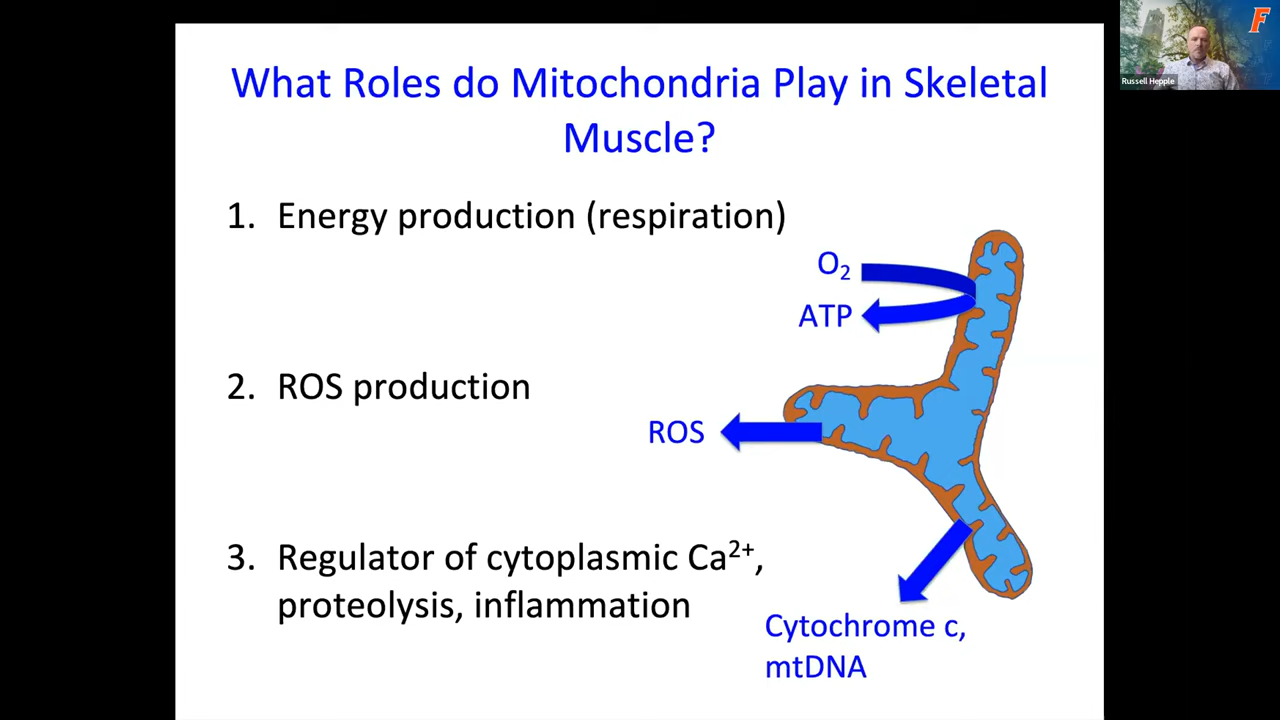 What Roles do Mitochondria Play in Skeletal
Muscle?
1. Energy production (respiration)
O₂
ATP
2. ROS production
ROS
3. Regulator of cytoplasmic Ca²⁺,
proteolysis, inflammation
Cytochrome c,
mtDNA
Russell Hepple
F